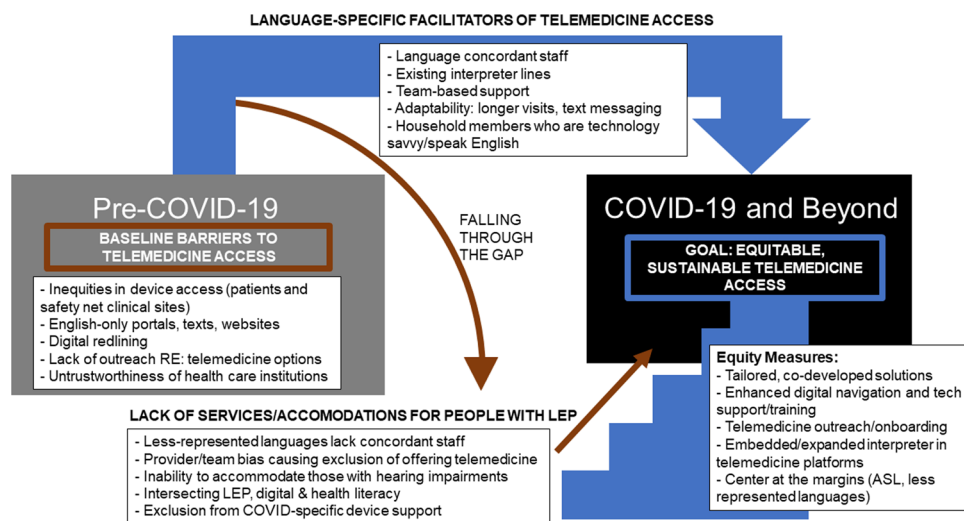 LANGUAGE-SPECIFIC FACILITATORS OF TELEMEDICINE ACCESS
- Language concordant staff
- Existing interpreter lines
- Team-based support
- Adaptability: longer visits, text messaging
- Household members who are technology
savvy/speak English
Pre-COVID-19
BASELINE BARRIERS TO
TELEMEDICINE ACCESS
- Inequities in device access (patients and
safety net clinical sites)
- English-only portals, texts, websites
- Digital redlining
- Lack of outreach RE: telemedicine options
- Untrustworthiness of health care institutions
FALLING
THROUGH
THE GAP
COVID-19 and Beyond
GOAL: EQUITABLE,
SUSTAINABLE TELEMEDICINE
ACCESS
LACK OF SERVICES/ACCOMODATIONS FOR PEOPLE WITH LEP
- Less-represented languages lack concordant staff
- Provider/team bias causing exclusion of offering telemedicine
- Inability to accommodate those with hearing impairments
- Intersecting LEP, digital & health literacy
- Exclusion from COVID-specific device support
Equity Measures:
- Tailored, co-developed solutions
- Enhanced digital navigation and tech
support/training
- Telemedicine outreach/onboarding
- Embedded/expanded interpreter in
telemedicine platforms
- Center at the margins (ASL, less
represented languages)